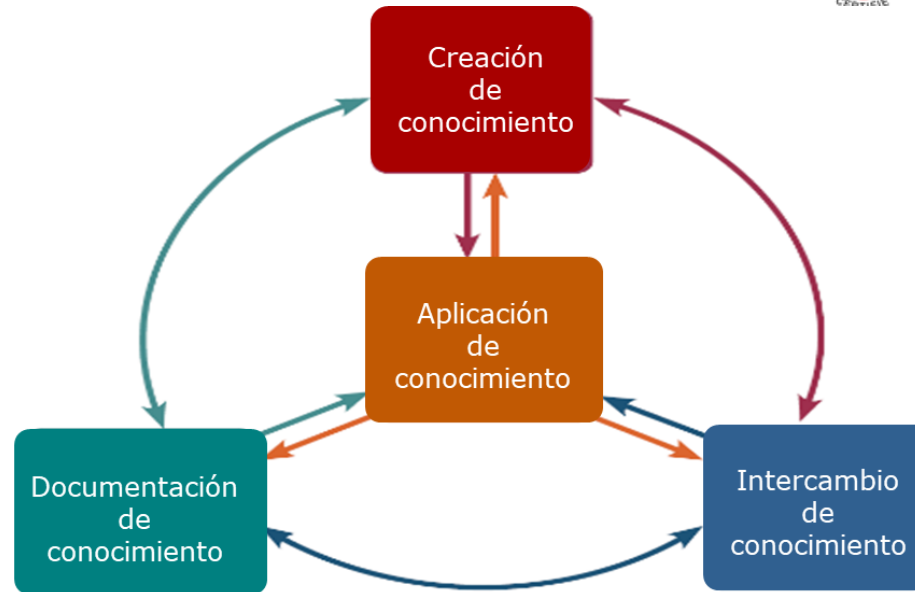 Creación
de
conocimiento
Aplicación
de
conocimiento
Documentación
de
conocimiento
Intercambio
de
conocimiento